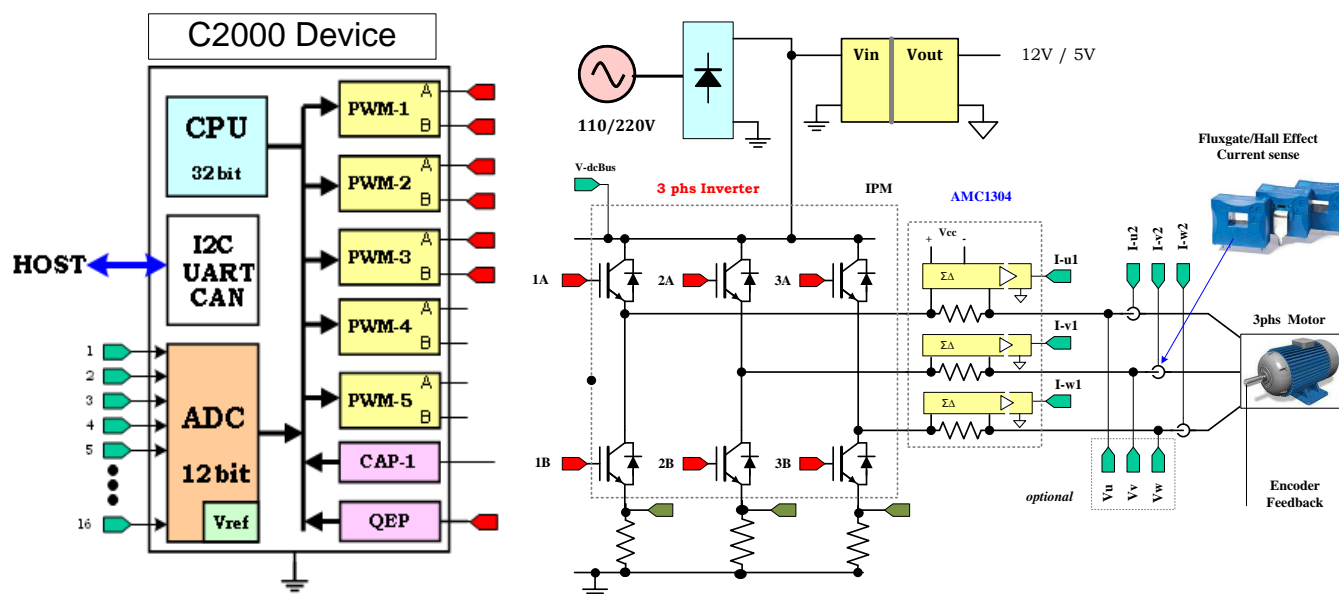 C2000 Device
CPU
32 bit
I2C
UART
CAN
HOST
ADC
12 bit
Vref
1
2
3
4
5
16
PWM-1
A
B
PWM-2
A
B
PWM-3
A
B
PWM-4
PWM-5
A
B
CAP-1
QEP
110/220V
Vin
Vout
12V / 5V
V-dcBus
3 phs Inverter
IPM
1A
2A
3A
1B
2B
3B
AMC1304
+
Vcc
-
ΣΔ
I-u1
ΣΔ
I-v1
ΣΔ
I-w1
Fluxgate/Hall Effect
Current sense
I-u2
I-v2
I-w2
3phs Motor
optional
Vu
Vv
Vw
Encoder
Feedback